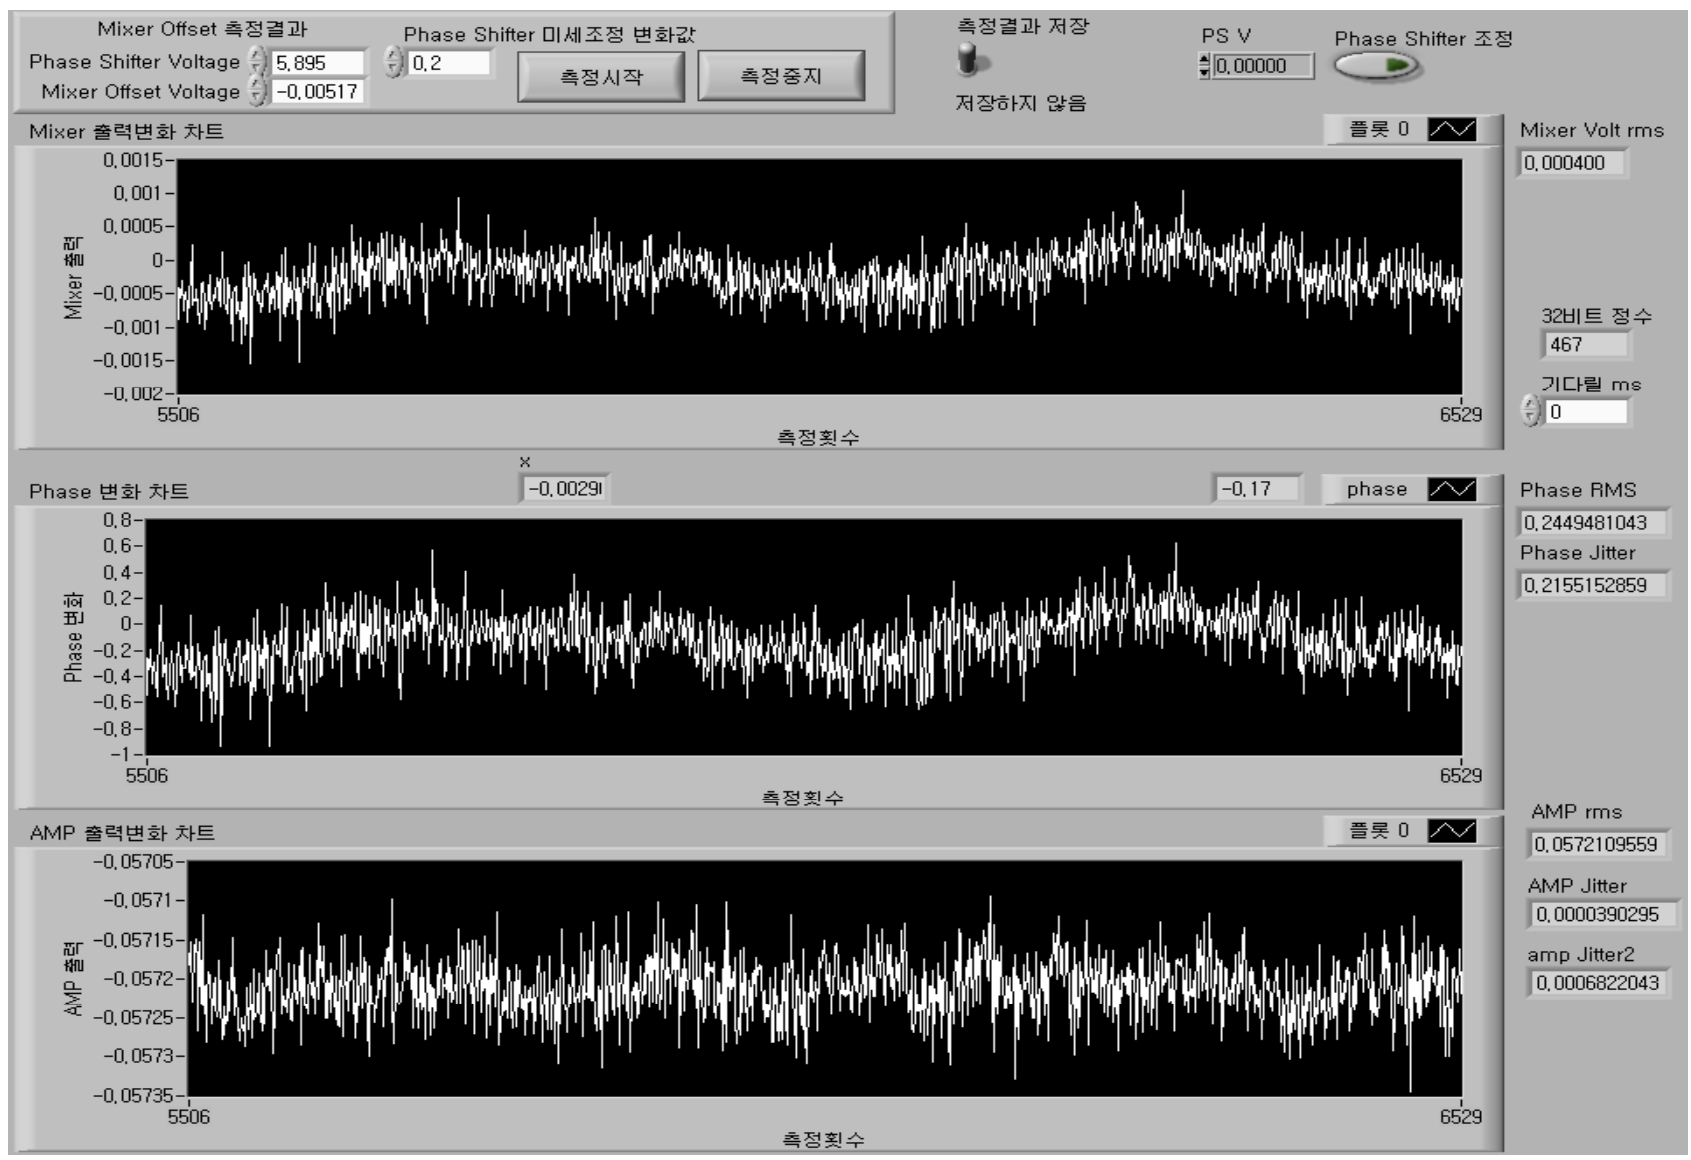 Mixer Offset 측정결과
Phase Shifter 미세조정 변화값
Phase Shifter Voltage 5,895
0,2
측정시작
측정중지
Mixer Offset Voltage -0,00517
측정결과 저장
저장하지 않음
PS V
0,00000
Phase Shifter 조정
Mixer 출력변화 차트
플롯 0
Mixer Volt rms
0,000400
0,0015
0,001
0,0005
0
-0,0005
-0,001
-0,0015
-0,002
Mixer 출력
5506
6529
측정횟수
32비트 정수
467
기다릴 ms
0
x
-0,0029
-0,17
Phase 변화 차트
phase
Phase RMS
0,2449481043
Phase Jitter
0,2155152859
0,8
0,6
0,4
0,2
0
-0,2
-0,4
-0,6
-0,8
-1
Phase 변화
5506
6529
측정횟수
AMP 출력변화 차트
플롯 0
AMP rms
0,0572109559
AMP Jitter
0,0000390295
amp Jitter2
0,0006822043
-0,05705
-0,0571
-0,05715
-0,0572
-0,05725
-0,0573
-0,05735
AMP 출력
5506
6529
측정횟수